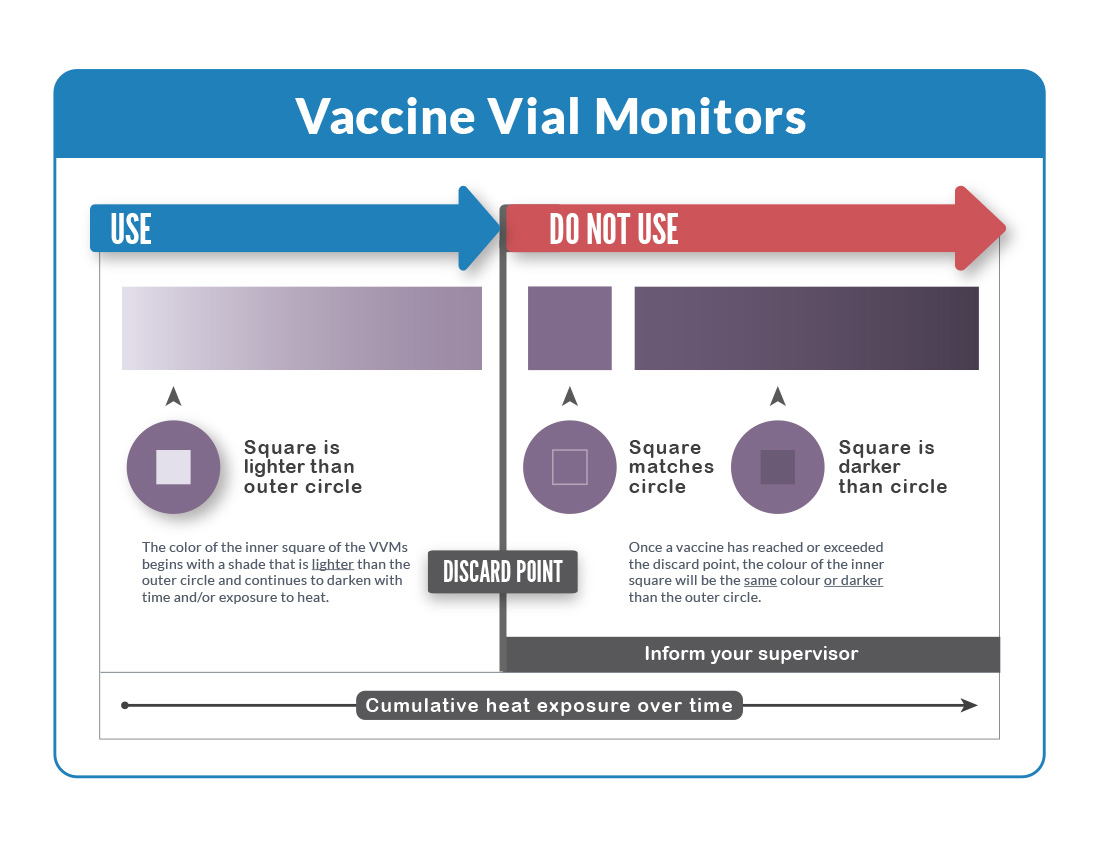 Vaccine Vial Monitors
USE
DO NOT USE
Square is
lighter than
outer circle
Square
matches
circle
Square is
darker
than circle
The color of the inner square of the VVMs
begins with a shade that is lighter than the
outer circle and continues to darken with
time and/or exposure to heat.
DISCARD POINT
Once a vaccine has reached or exceeded
the discard point, the colour of the inner
square will be the same colour or darker
than the outer circle.
Inform your supervisor
Cumulative heat exposure over time